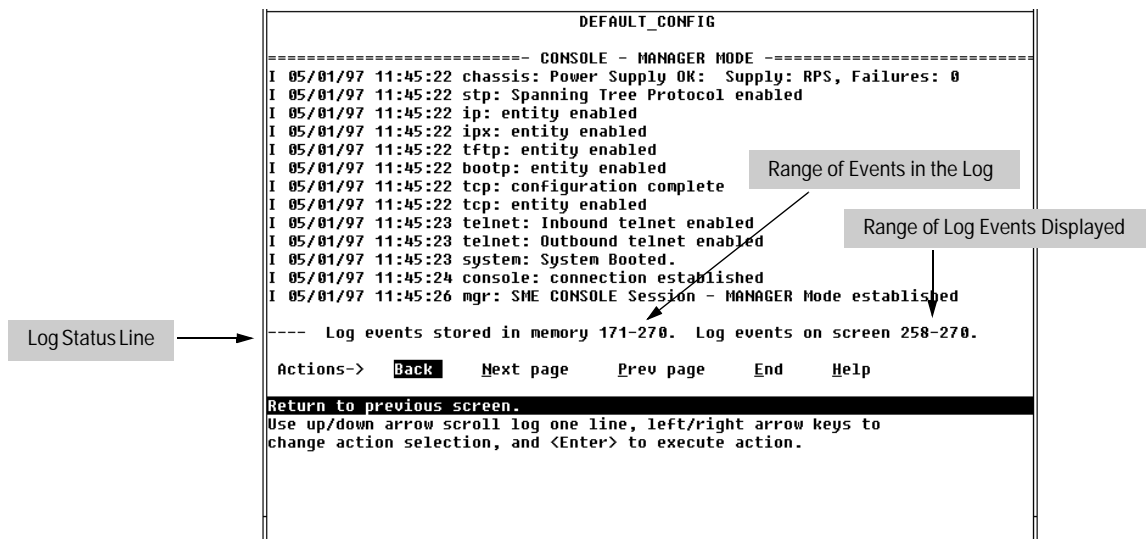 DEFAULT_CONFIG
==========================- CONSOLE - MANAGER MODE -===========================
I 05/01/97 11:45:22 chassis: Power Supply OK:  Supply: RPS, Failures: 0
I 05/01/97 11:45:22 stp: Spanning Tree Protocol enabled
I 05/01/97 11:45:22 ip: entity enabled
I 05/01/97 11:45:22 ipx: entity enabled
I 05/01/97 11:45:22 tftp: entity enabled
I 05/01/97 11:45:22 bootp: entity enabled
I 05/01/97 11:45:22 tcp: configuration complete
I 05/01/97 11:45:22 tcp: entity enabled
I 05/01/97 11:45:23 telnet: Inbound telnet enabled
I 05/01/97 11:45:23 telnet: Outbound telnet enabled
I 05/01/97 11:45:23 system: System Booted.
I 05/01/97 11:45:24 console: connection established
I 05/01/97 11:45:26 mgr: SME CONSOLE Session - MANAGER Mode established
Range of Events in the Log
Range of Log Events Displayed
Log Status Line
----  Log events stored in memory 171-270.  Log events on screen 258-270.
Actions->   Back   Next page   Prev page   End   Help
Return to previous screen.
Use up/down arrow scroll log one line, left/right arrow keys to
change action selection, and <Enter> to execute action.